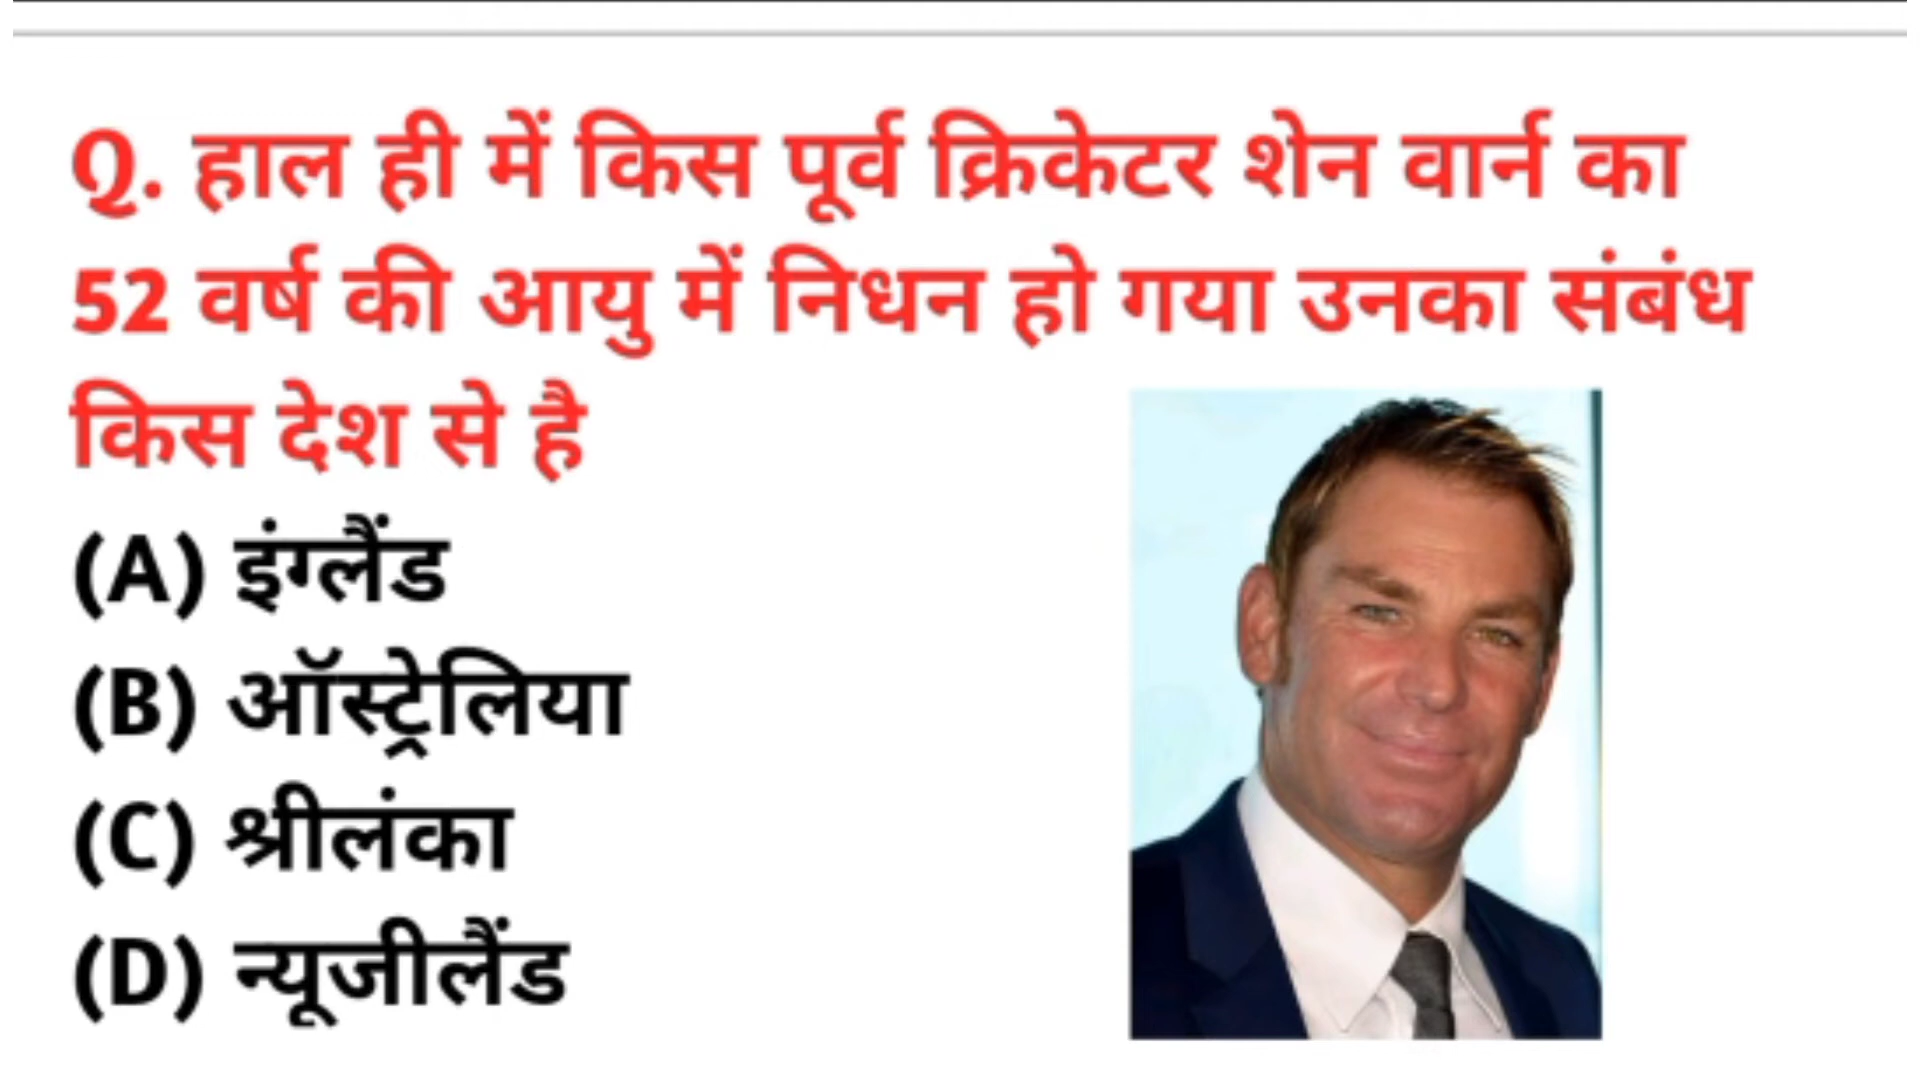 Q. हाल ही में किस पूर्व क्रिकेटर शेन वार्न का
52 वर्ष की आयु में निधन हो गया उनका संबंध
किस देश से है
(A) इंग्लैंड
(B) ऑस्ट्रेलिया
(C) श्रीलंका
(D) न्यूजीलैंड